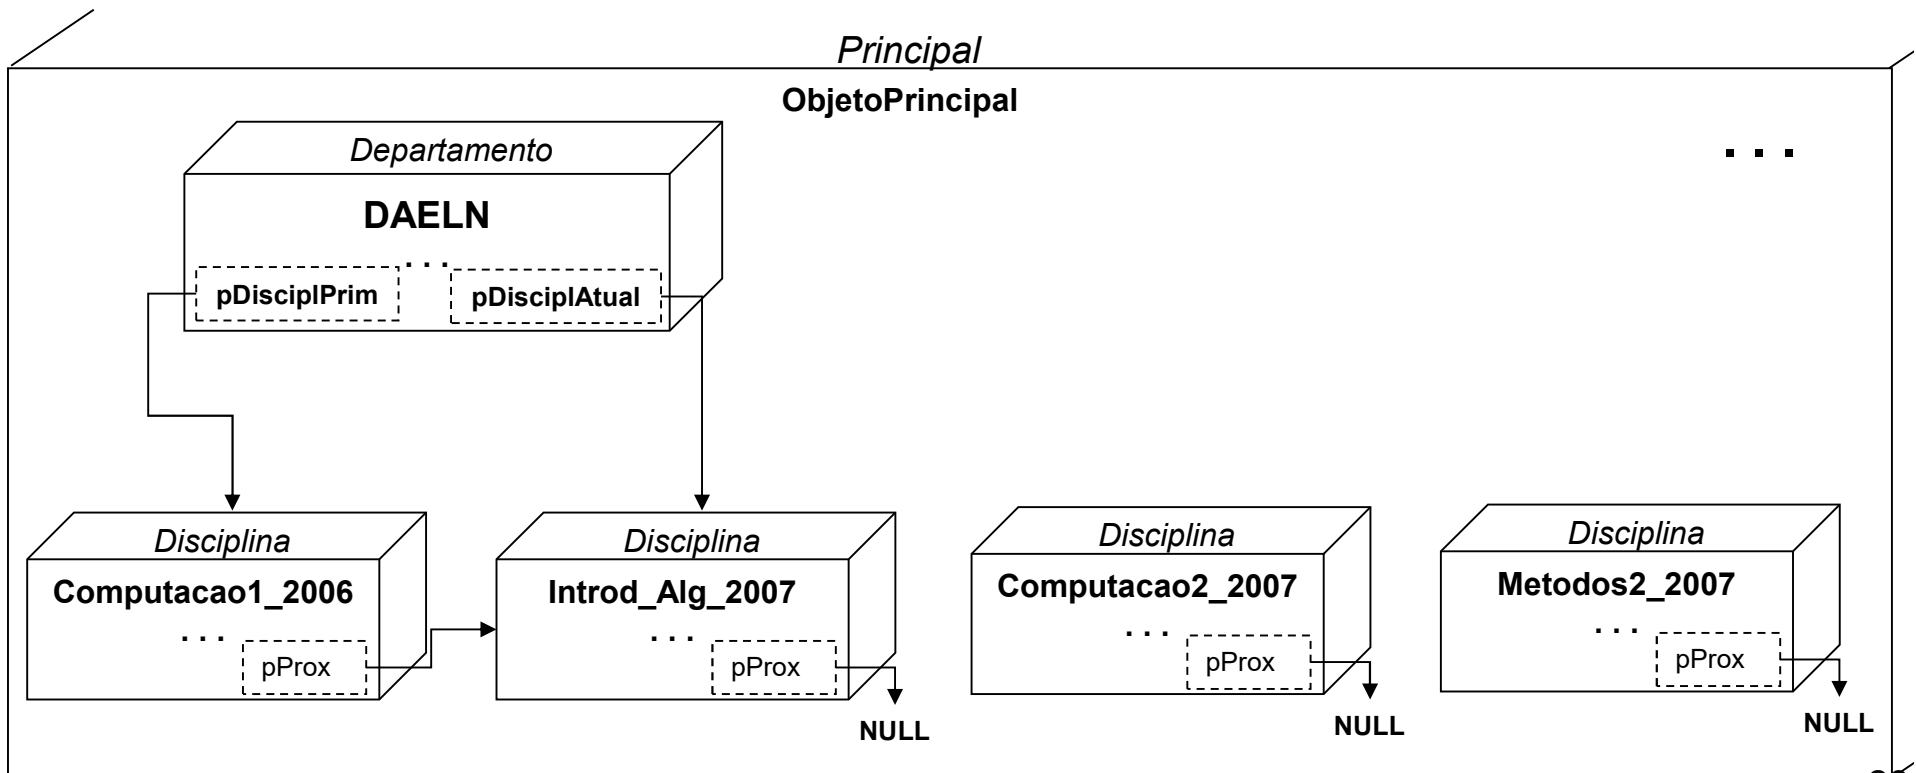 Principal
ObjetoPrincipal
Departamento
. . .
DAELN
. . .
pDisciplPrim
pDisciplAtual
Disciplina
Disciplina
Disciplina
Disciplina
Computacao1_2006
Introd_Alg_2007
Computacao2_2007
Metodos2_2007
. . .
. . .
. . .
. . .
pProx
pProx
pProx
pProx
NULL
NULL
NULL